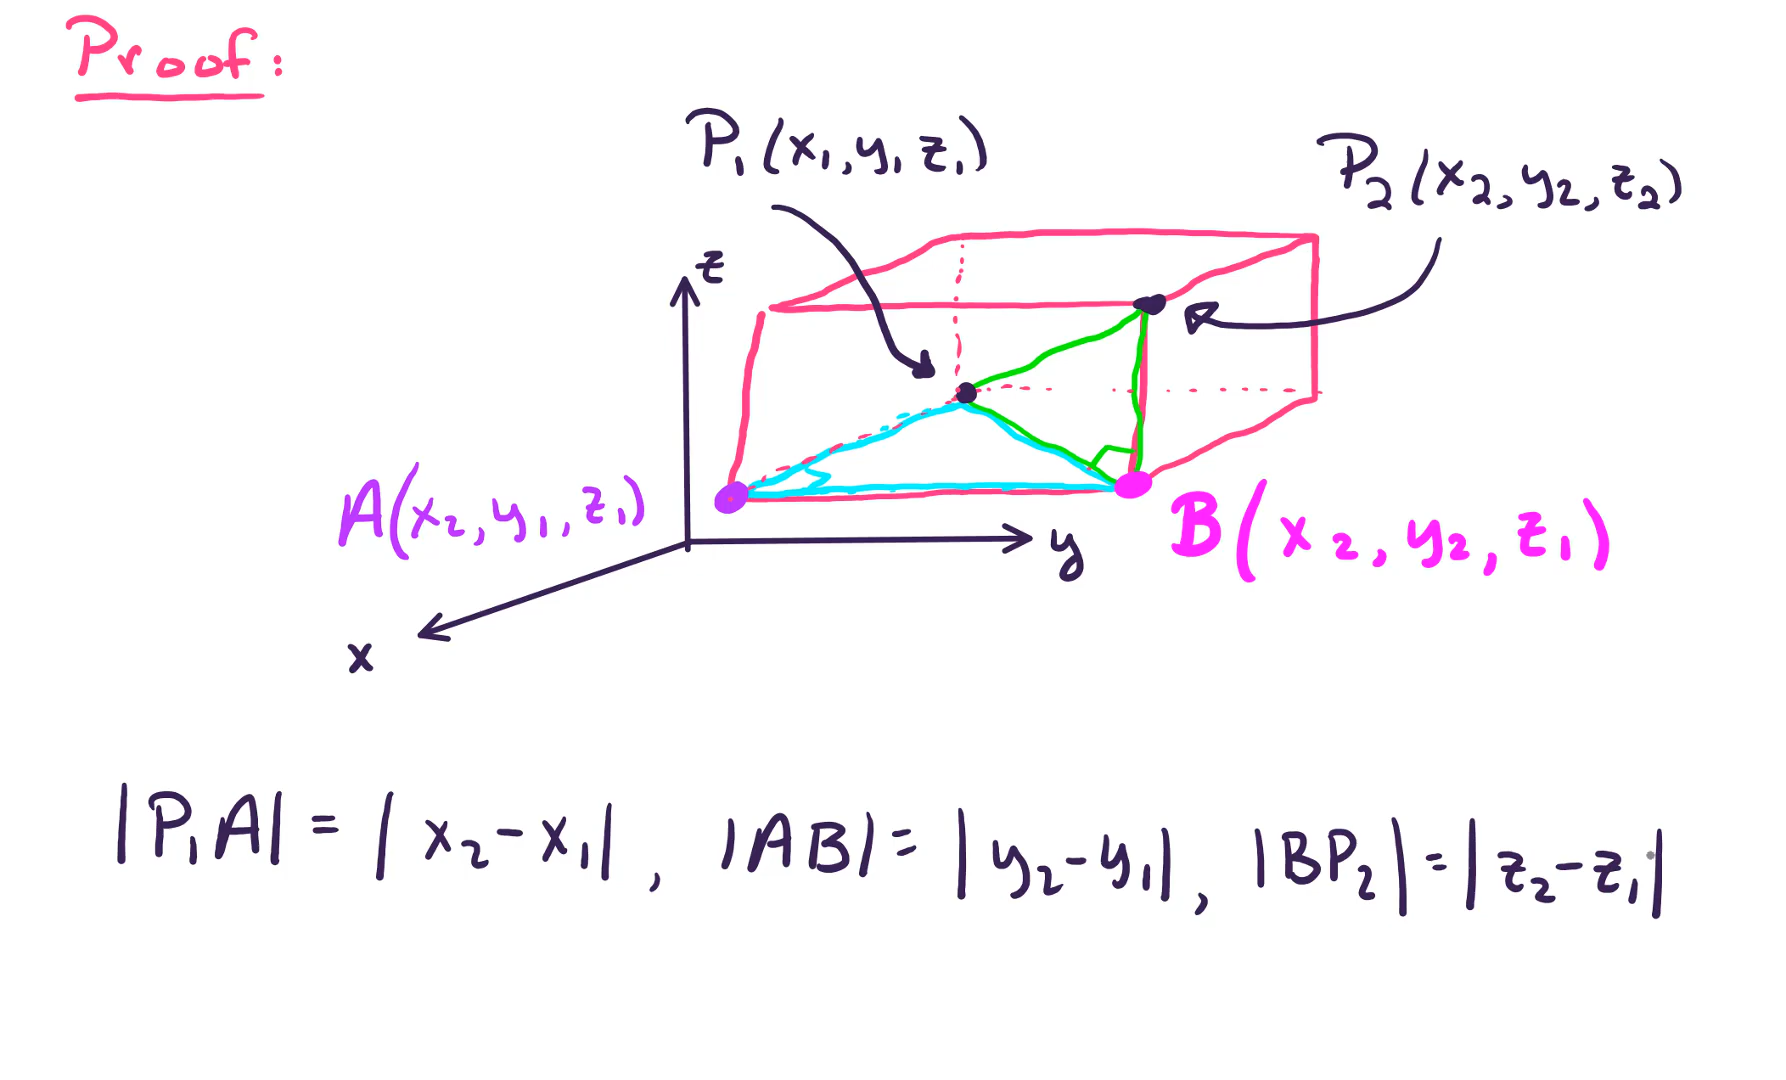 Proof:
P₁(x₁,y₁ z₁)
P₂(x₂,y₂,z₂)
z
A(x₂,y₁,z₁)
B(x₂,y₂,z₁)
y
x
|P₁A| = |x₂-x₁|, |AB| = |y₂-y₁|, |BP₂| = |z₂-z₁|